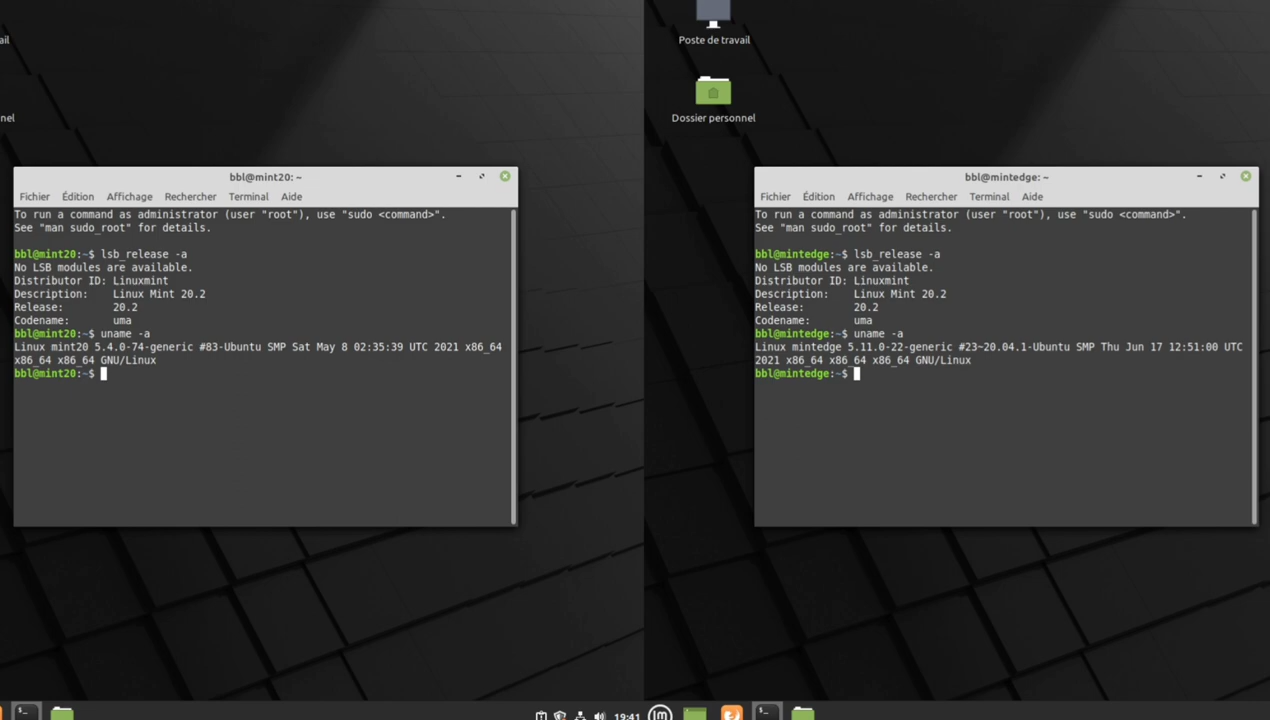 ail
nel
bbl@mint20: ~
Fichier Édition Affichage Rechercher Terminal Aide
To run a command as administrator (user "root"), use "sudo <command>".
See "man sudo_root" for details.
bbl@mint20:~$ lsb_release -a
No LSB modules are available.
Distributor ID: Linuxmint
Description: Linux Mint 20.2
Release: 20.2
Codename: uma
bbl@mint20:~$ uname -a
Linux mint20 5.4.0-74-generic #83-Ubuntu SMP Sat May 8 02:35:39 UTC 2021 x86_64
x86_64 x86_64 GNU/Linux
bbl@mint20:~$
19:41
Poste de travail
Dossier personnel
bbl@mintedge: ~
Fichier Édition Affichage Rechercher Terminal Aide
To run a command as administrator (user "root"), use "sudo <command>".
See "man sudo_root" for details.
bbl@mintedge:~$ lsb_release -a
No LSB modules are available.
Distributor ID: Linuxmint
Description: Linux Mint 20.2
Release: 20.2
Codename: uma
bbl@mintedge:~$ uname -a
Linux mintedge 5.11.0-22-generic #23~20.04.1-Ubuntu SMP Thu Jun 17 12:51:00 UTC
2021 x86_64 x86_64 x86_64 GNU/Linux
bbl@mintedge:~$